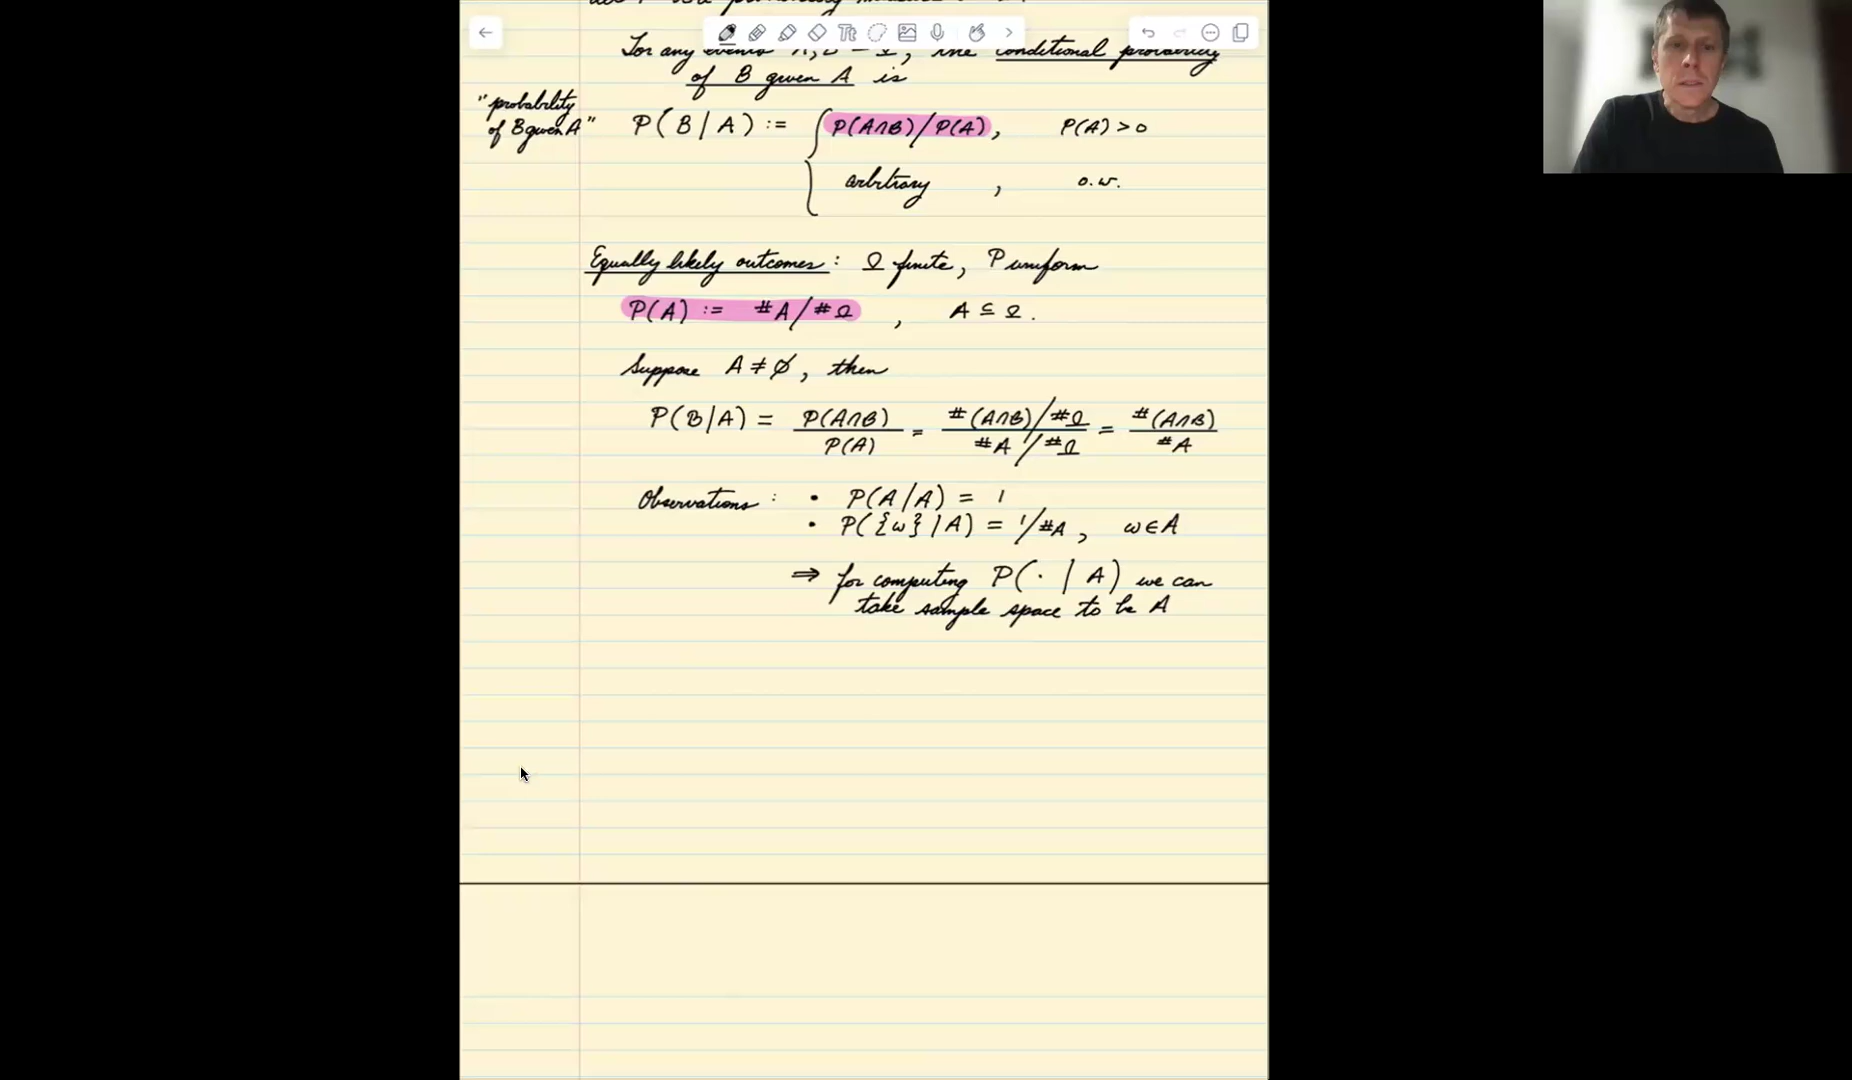 For any events A, B ⊆ Ω, the conditional probability
of B given A is
"probability
of B given A"
P(B|A) := { P(A∩B)/P(A), P(A) > 0
arbitrary, o.w.
Equally likely outcomes: Ω finite, P uniform
P(A) := #A/#Ω, A ⊆ Ω.
Suppose A ≠ ∅, then
P(B|A) = P(A∩B)/P(A) = (#(A∩B)/#Ω)/(#A/#Ω) = #(A∩B)/#A
Observations: • P(A|A) = 1
• P({ω}|A) = 1/#A, ω∈A
⇒ for computing P(·|A) we can
take sample space to be A